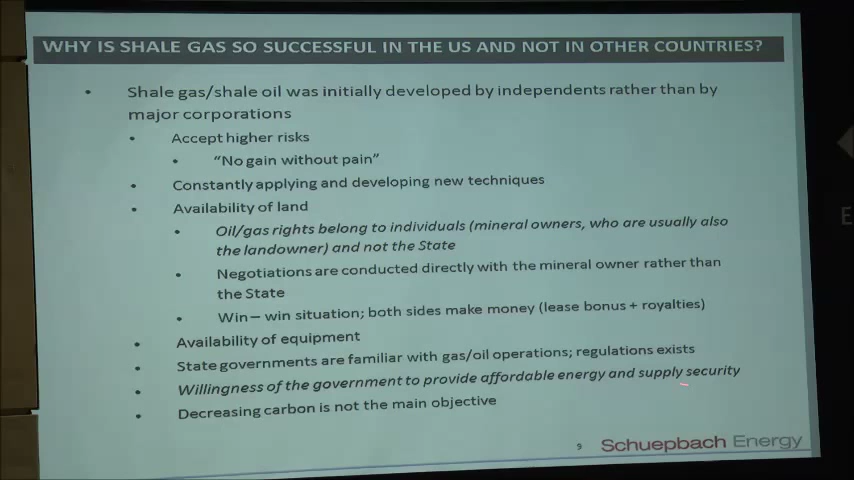 WHY IS SHALE GAS SO SUCCESSFUL IN THE US AND NOT IN OTHER COUNTRIES?
• Shale gas/shale oil was initially developed by independents rather than by
major corporations
• Accept higher risks
• "No gain without pain"
• Constantly applying and developing new techniques
• Availability of land
• Oil/gas rights belong to individuals (mineral owners, who are usually also
the landowner) and not the State
• Negotiations are conducted directly with the mineral owner rather than
the State
• Win – win situation; both sides make money (lease bonus + royalties)
• Availability of equipment
• State governments are familiar with gas/oil operations; regulations exists
• Willingness of the government to provide affordable energy and supply security
• Decreasing carbon is not the main objective
9 Schuepbach Energy
E